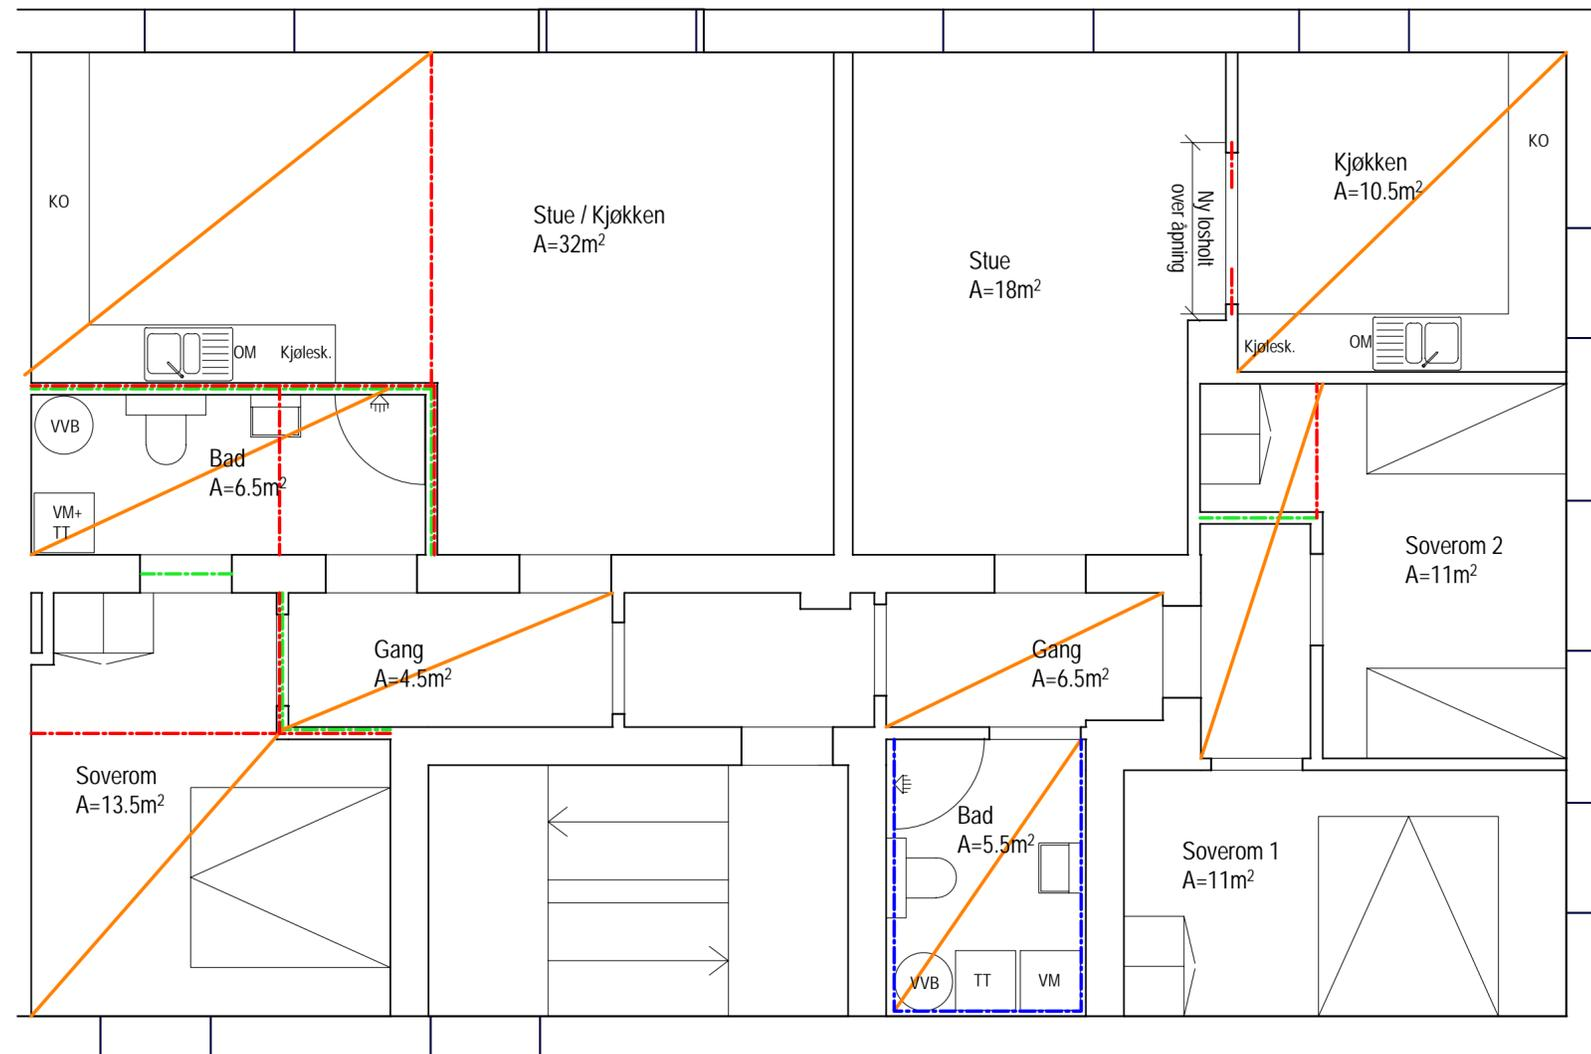 KO
Stue / Kjøkken
A=32m²
OM
Kjølesk.
Stue
A=18m²
Ny losholt
over åpning
Kjøkken
A=10.5m²
KO
Kjølesk.
OM
VVB
Bad
A=6.5m²
VM+
TT
Soverom 2
A=11m²
Gang
A=4.5m²
Gang
A=6.5m²
Soverom
A=13.5m²
Bad
A=5.5m²
VVB
TT
VM
Soverom 1
A=11m²